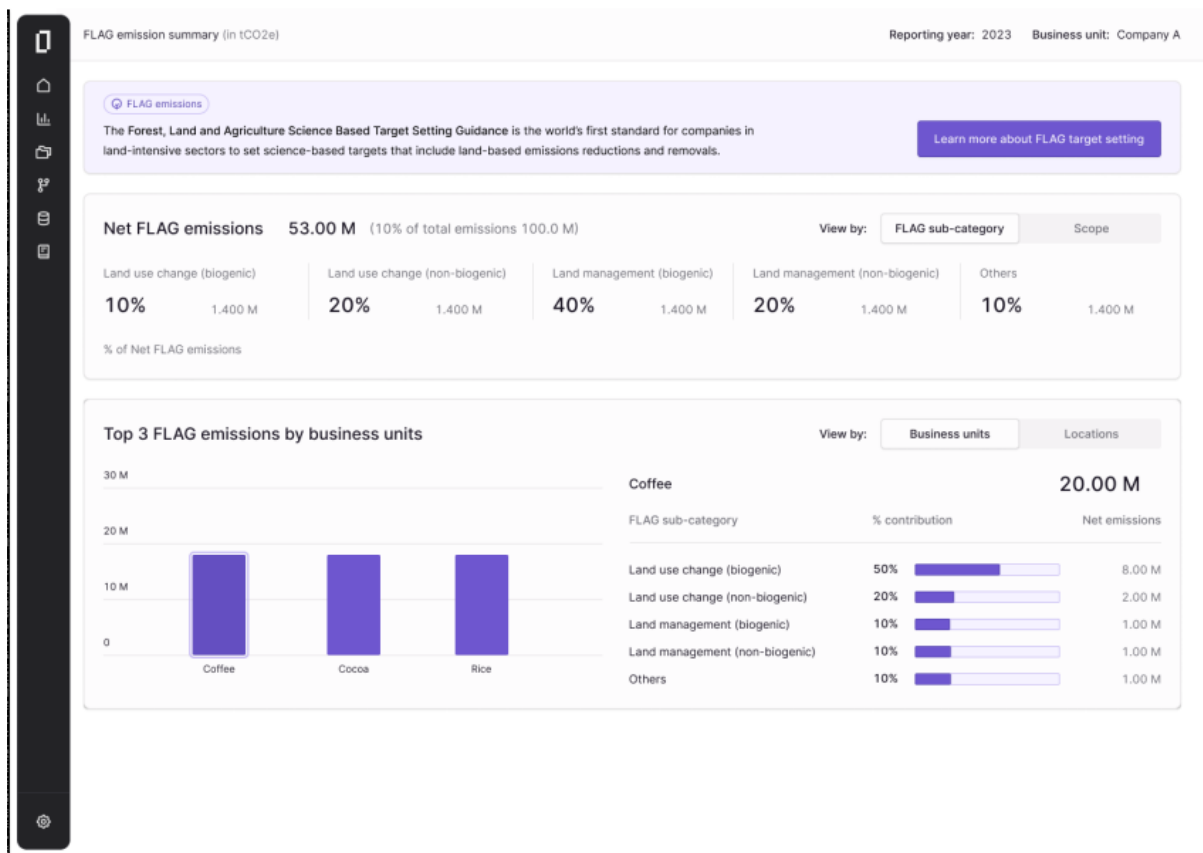 FLAG emission summary (in tCO2e)
Reporting year: 2023 Business unit: Company A
FLAG emissions
The Forest, Land and Agriculture Science Based Target Setting Guidance is the world's first standard for companies in
land-intensive sectors to set science-based targets that include land-based emissions reductions and removals.
Learn more about FLAG target setting
Net FLAG emissions 53.00 M (10% of total emissions 100.0 M)
View by: FLAG sub-category Scope
Land use change (biogenic)
10% 1.400 M
Land use change (non-biogenic)
20% 1.400 M
Land management (biogenic)
40% 1.400 M
Land management (non-biogenic)
20% 1.400 M
Others
10% 1.400 M
% of Net FLAG emissions
Top 3 FLAG emissions by business units
View by: Business units Locations
30 M
20 M
10 M
0
Coffee Cocoa Rice
Coffee 20.00 M
FLAG sub-category % contribution Net emissions
Land use change (biogenic) 50% 8.00 M
Land use change (non-biogenic) 20% 2.00 M
Land management (biogenic) 10% 1.00 M
Land management (non-biogenic) 10% 1.00 M
Others 10% 1.00 M